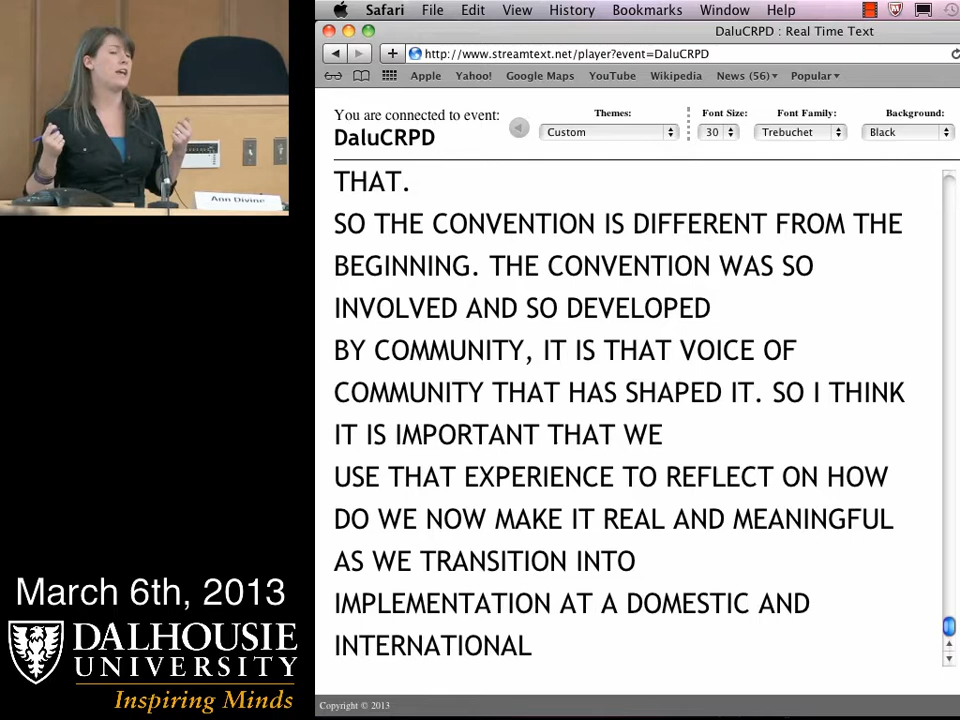 Safari File Edit View History Bookmarks Window Help
DaluCRPD : Real Time Text
http://www.streamtext.net/player?event=DaluCRPD
Apple Yahoo! Google Maps YouTube Wikipedia News (56) Popular
You are connected to event:
DaluCRPD
Themes: Font Size: Font Family: Background:
Custom 30 Trebuchet Black
THAT.
SO THE CONVENTION IS DIFFERENT FROM THE
BEGINNING. THE CONVENTION WAS SO
INVOLVED AND SO DEVELOPED
BY COMMUNITY, IT IS THAT VOICE OF
COMMUNITY THAT HAS SHAPED IT. SO I THINK
IT IS IMPORTANT THAT WE
USE THAT EXPERIENCE TO REFLECT ON HOW
DO WE NOW MAKE IT REAL AND MEANINGFUL
AS WE TRANSITION INTO
IMPLEMENTATION AT A DOMESTIC AND
INTERNATIONAL
Copyright © 2013
Ann Divine
March 6th, 2013
DALHOUSIE
UNIVERSITY
Inspiring Minds